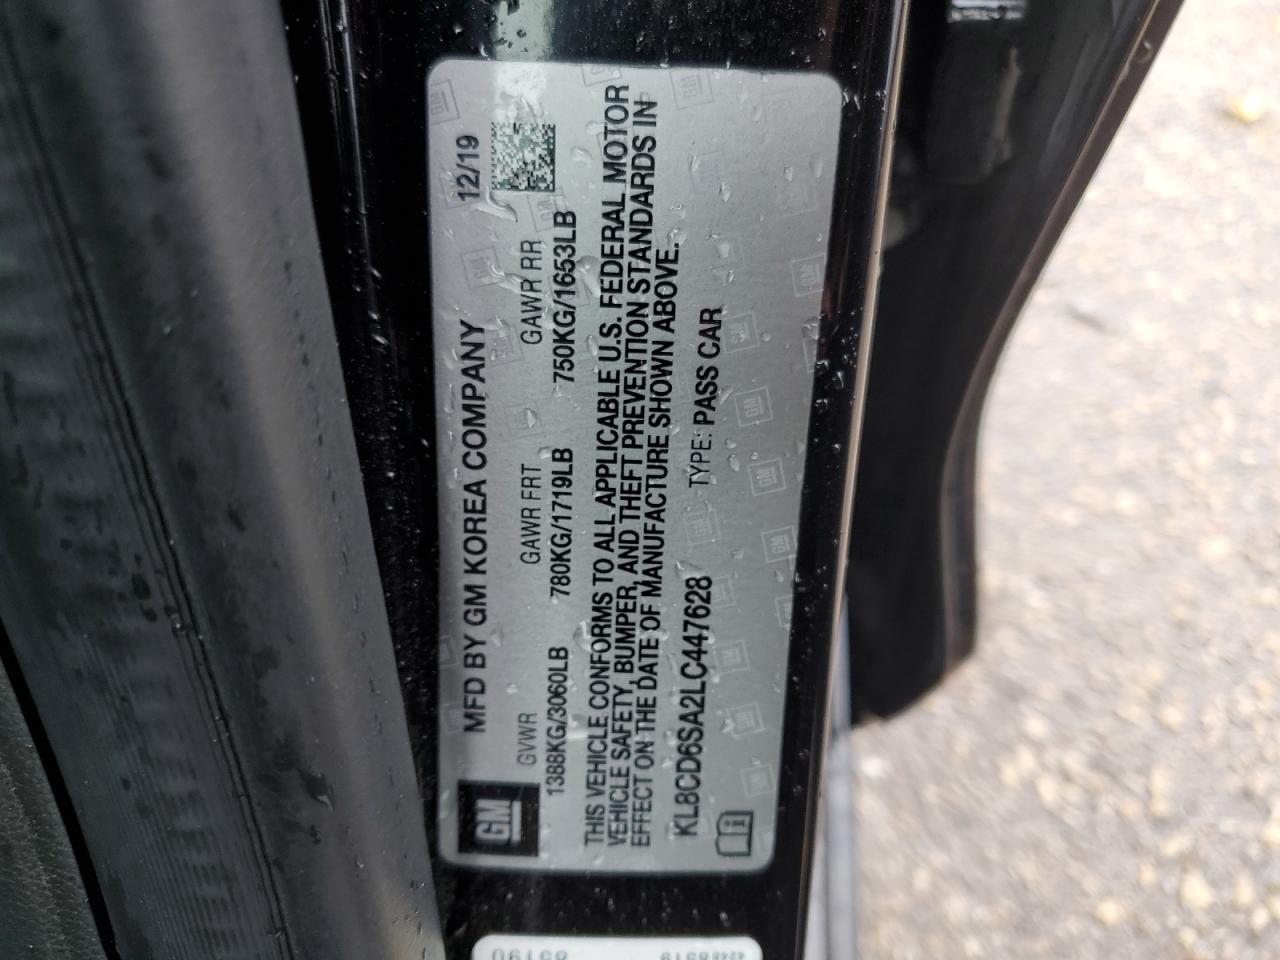 MFD BY GM KOREA COMPANY 12/19
GM
GVWR GAWR FRT GAWR RR
1388KG/3060LB 780KG/1719LB 750KG/1653LB
THIS VEHICLE CONFORMS TO ALL APPLICABLE U.S. FEDERAL MOTOR
VEHICLE SAFETY, BUMPER, AND THEFT PREVENTION STANDARDS IN
EFFECT ON THE DATE OF MANUFACTURE SHOWN ABOVE.
KL8CD6SA2LC447628 TYPE: PASS CAR